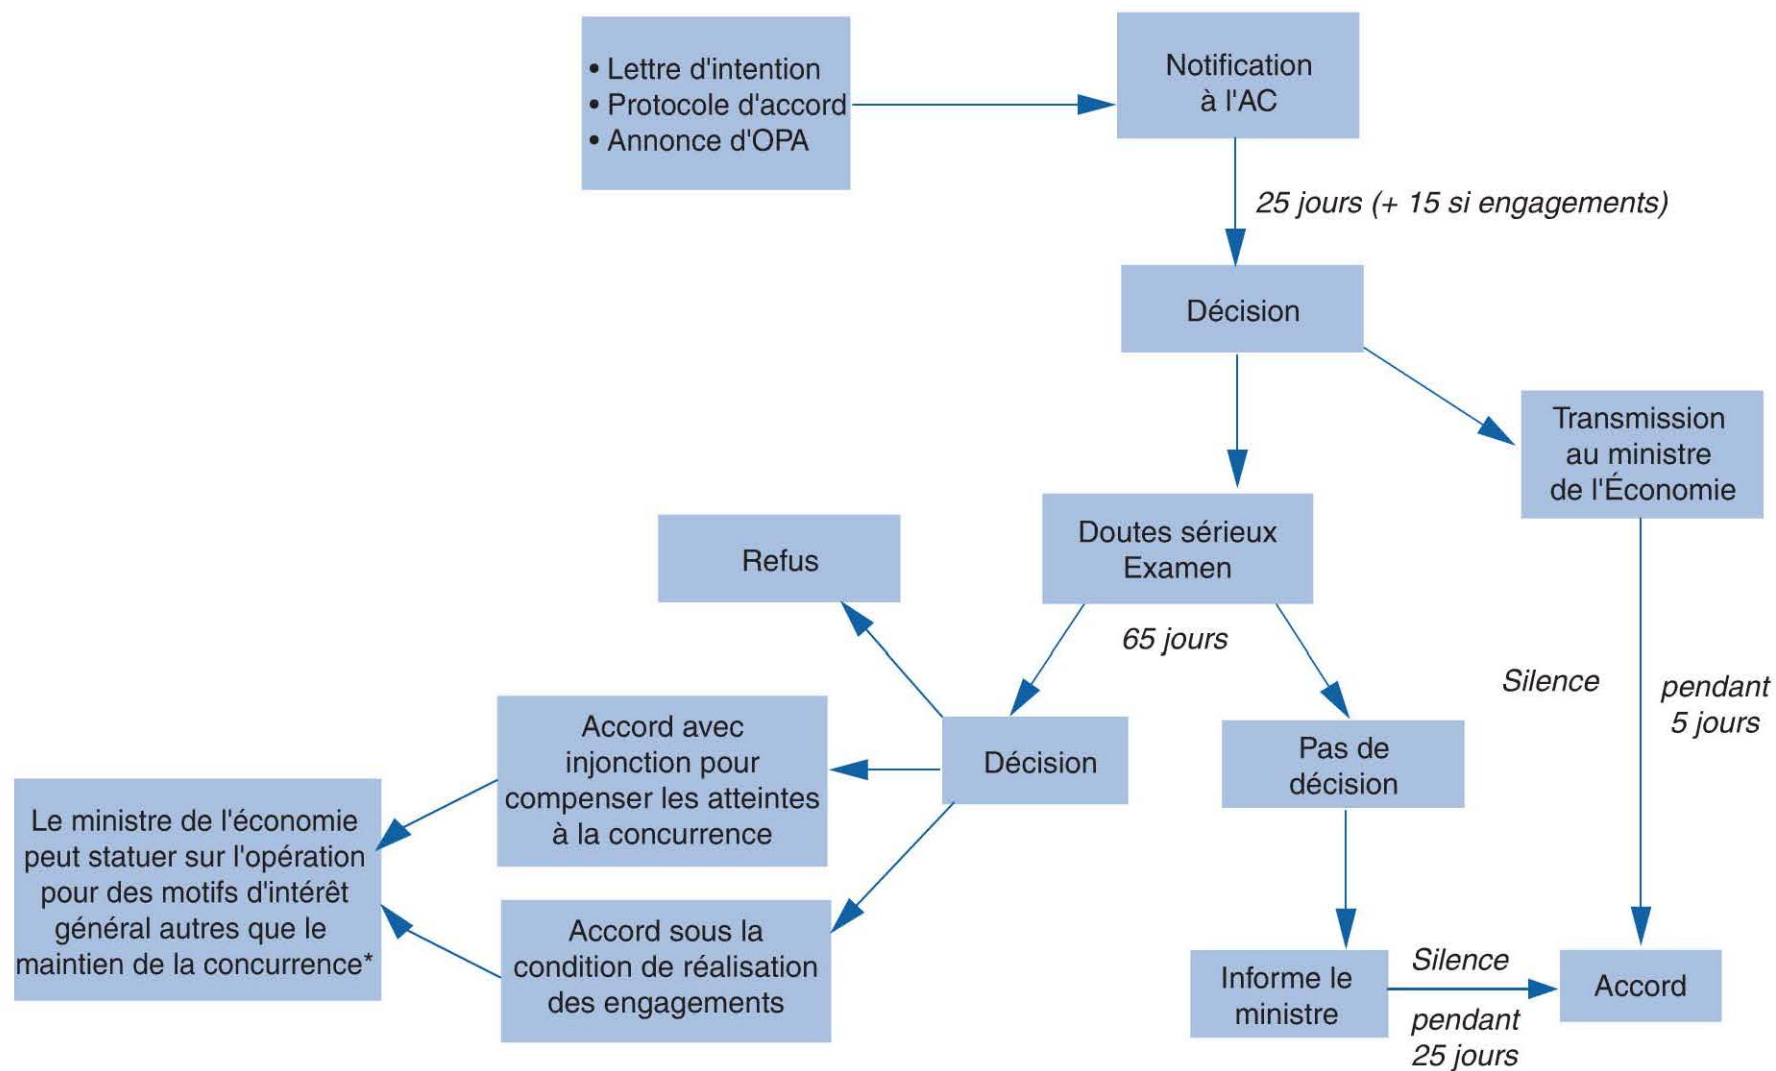 • Lettre d'intention
• Protocole d'accord
• Annonce d'OPA
Notification
à l'AC
25 jours (+ 15 si engagements)
Décision
Transmission
au ministre
de l'Économie
Doutes sérieux
Examen
Refus
65 jours
Silence
pendant
5 jours
Accord avec
injonction pour
compenser les atteintes
à la concurrence
Décision
Pas de
décision
Le ministre de l'économie
peut statuer sur l'opération
pour des motifs d'intérêt
général autres que le
maintien de la concurrence*
Accord sous la
condition de réalisation
des engagements
Informe le
ministre
Silence
pendant
25 jours
Accord